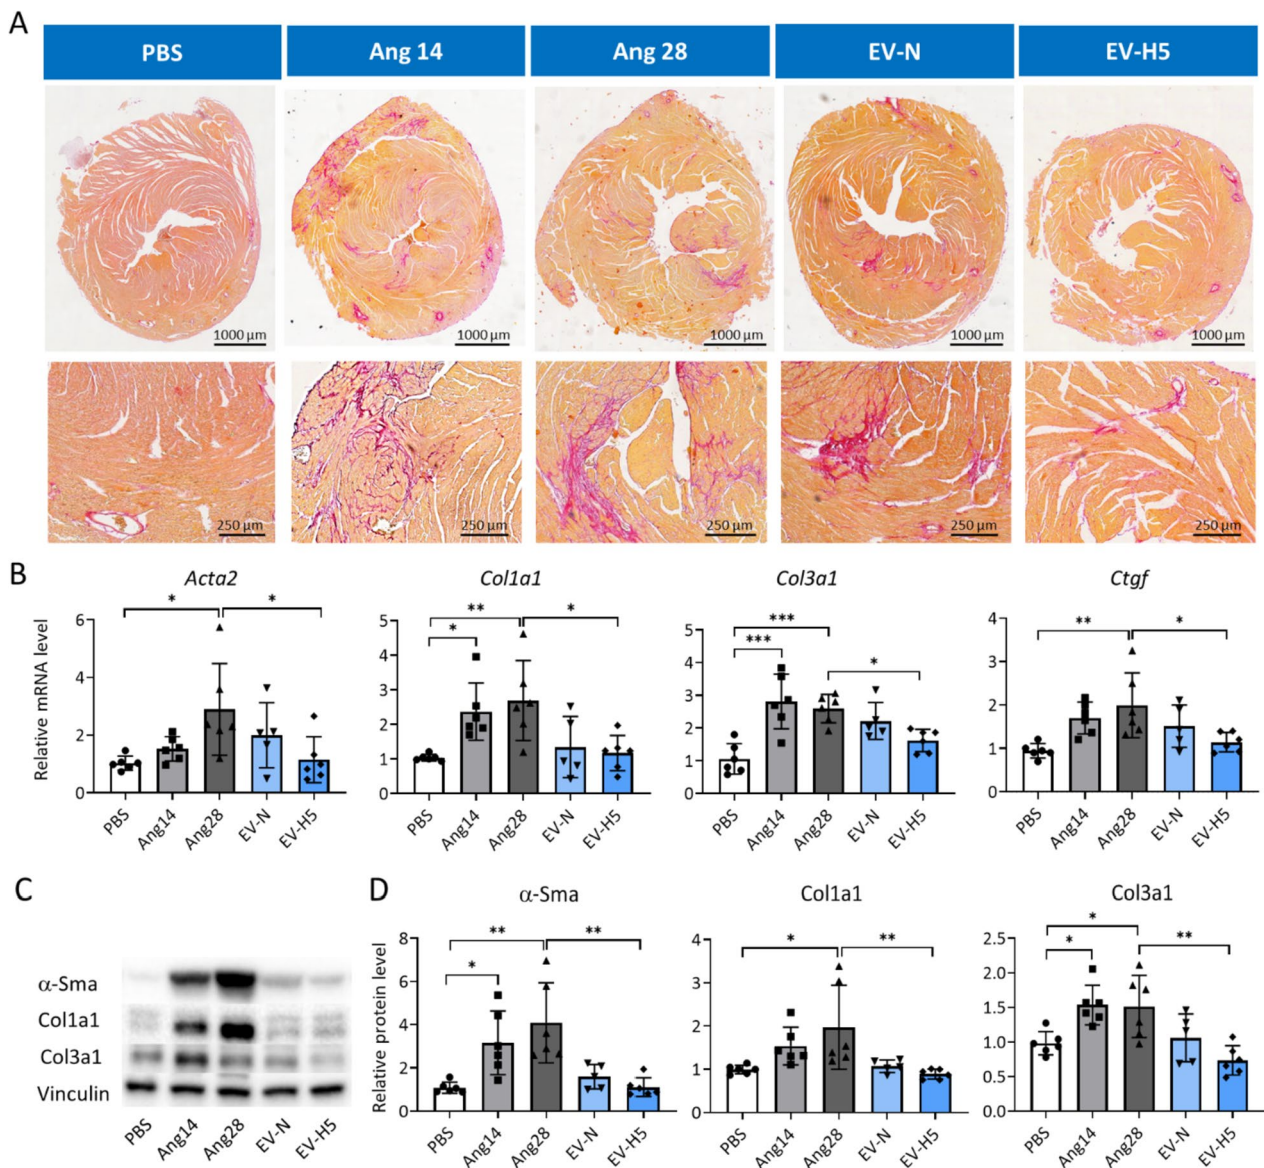 A
PBS Ang 14 Ang 28 EV-N EV-H5
1000 µm 1000 µm 1000 µm 1000 µm 1000 µm
250 µm 250 µm 250 µm 250 µm 250 µm
B
Acta2 Col1a1 Col3a1 Ctgf
Relative mRNA level
* *
6
4
2
0
PBS Ang14 Ang28 EV-N EV-H5
** *
*
5
4
3
2
1
0
PBS Ang14 Ang28 EV-N EV-H5
***
***
*
5
4
3
2
1
0
PBS Ang14 Ang28 EV-N EV-H5
** *
4
3
2
1
0
PBS Ang14 Ang28 EV-N EV-H5
C
α-Sma
Col1a1
Col3a1
Vinculin
PBS Ang14 Ang28 EV-N EV-H5
D
α-Sma Col1a1 Col3a1
Relative protein level
** **
*
8
6
4
2
0
PBS Ang14 Ang28 EV-N EV-H5
* **
4
3
2
1
0
PBS Ang14 Ang28 EV-N EV-H5
*
* **
2.5
2.0
1.5
1.0
0.5
0.0
PBS Ang14 Ang28 EV-N EV-H5